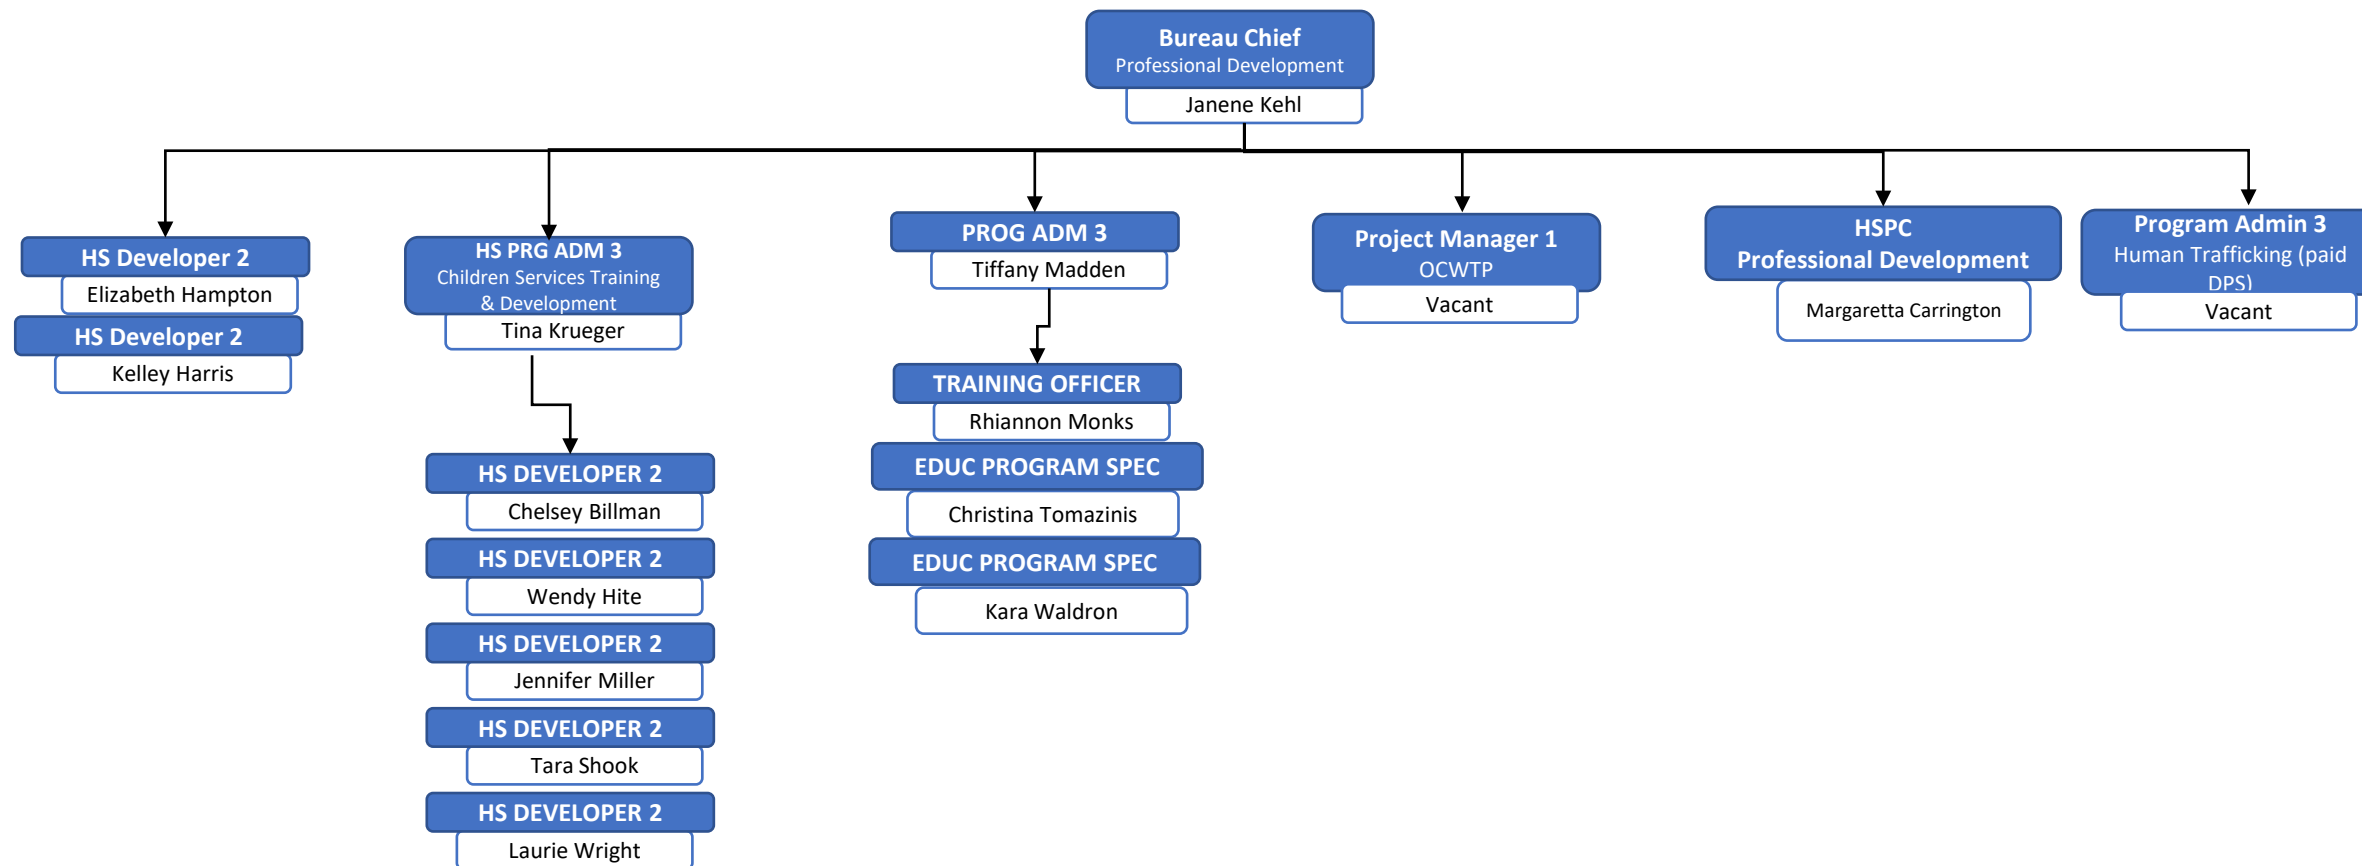 Bureau Chief
Professional Development
Janene Kehl
HS Developer 2
Elizabeth Hampton
HS Developer 2
Kelley Harris
HS PRG ADM 3
Children Services Training
& Development
Tina Krueger
HS DEVELOPER 2
Chelsey Billman
HS DEVELOPER 2
Wendy Hite
HS DEVELOPER 2
Jennifer Miller
HS DEVELOPER 2
Tara Shook
HS DEVELOPER 2
Laurie Wright
PROG ADM 3
Tiffany Madden
TRAINING OFFICER
Rhiannon Monks
EDUC PROGRAM SPEC
Christina Tomazinis
EDUC PROGRAM SPEC
Kara Waldron
Project Manager 1
OCWTP
Vacant
HSPC
Professional Development
Margaretta Carrington
Program Admin 3
Human Trafficking (paid
DPS)
Vacant